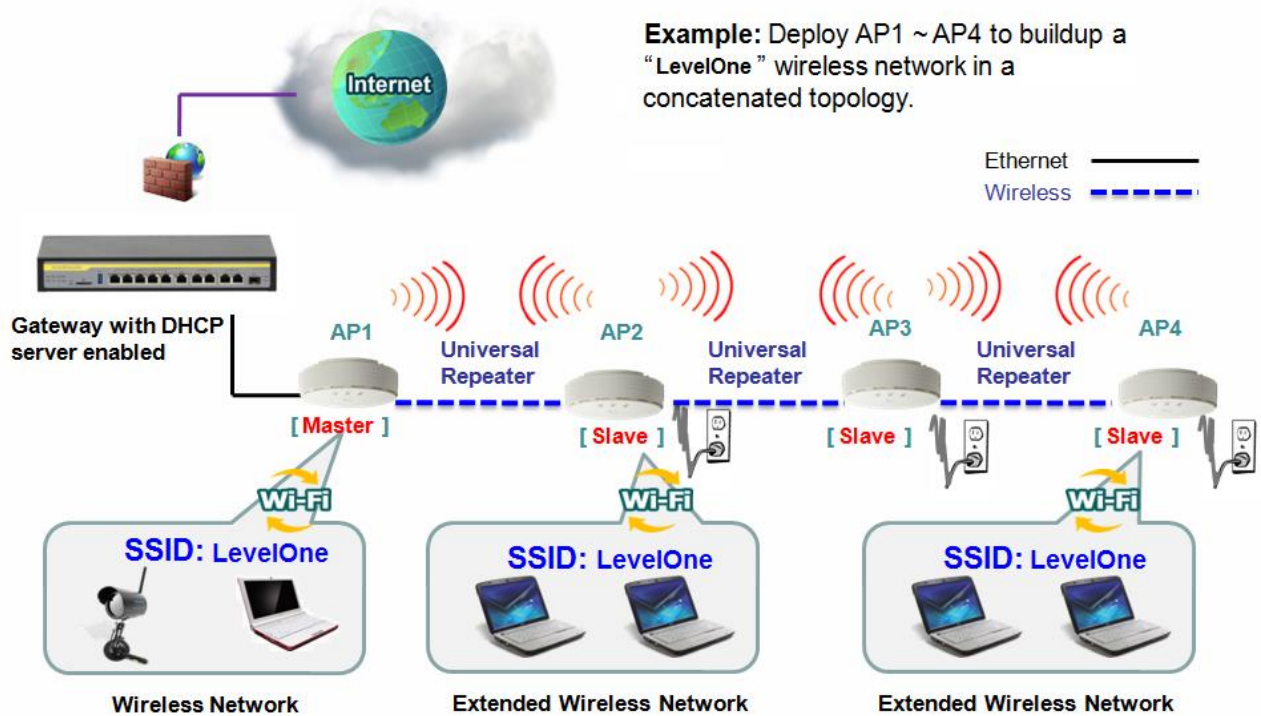 Example: Deploy AP1 ~ AP4 to buildup a
“LevelOne ” wireless network in a
concatenated topology.
Internet
Ethernet
Wireless
Gateway with DHCP
server enabled
AP1
Universal
Repeater
AP2
Universal
Repeater
AP3
Universal
Repeater
AP4
[ Master ]
[ Slave ]
[ Slave ]
[ Slave ]
Wi-Fi
Wi-Fi
Wi-Fi
SSID: LevelOne
SSID: LevelOne
SSID: LevelOne
Wireless Network
Extended Wireless Network
Extended Wireless Network